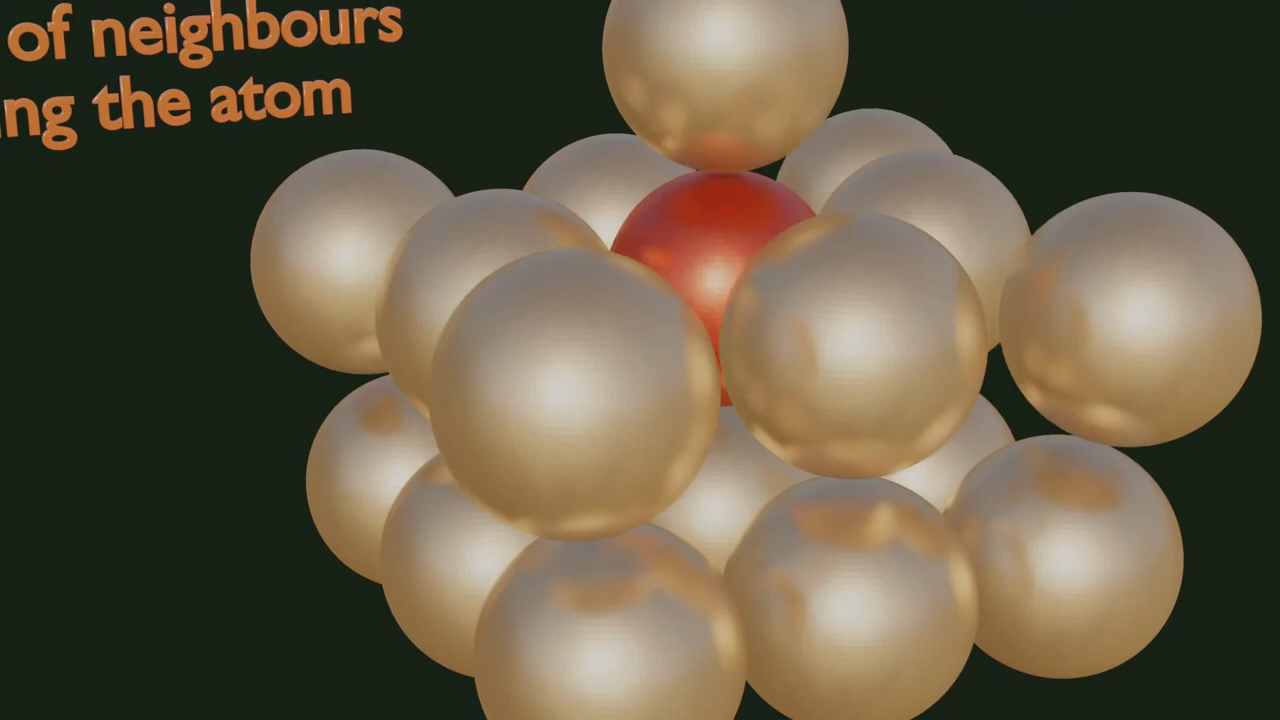 of neighbours
ng the atom